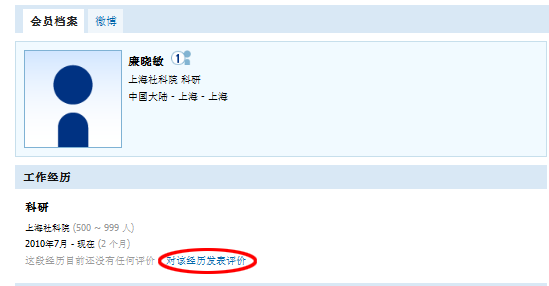 会员档案 微博
廉晓敏 1
上海社科院 科研
中国大陆 - 上海 - 上海
工作经历
科研
上海社科院 (500 ~ 999 人)
2010年7月 - 现在 (2 个月)
这段经历目前还没有任何评价 对该经历发表评价